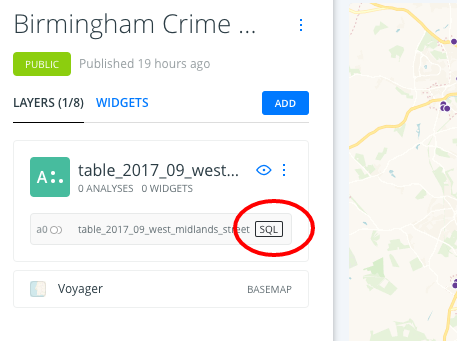 Birmingham Crime ...
PUBLIC Published 19 hours ago
LAYERS (1/8) WIDGETS ADD
A
table_2017_09_west...
0 ANALYSES 0 WIDGETS
a0 table_2017_09_west_midlands_street SQL
Voyager BASEMAP